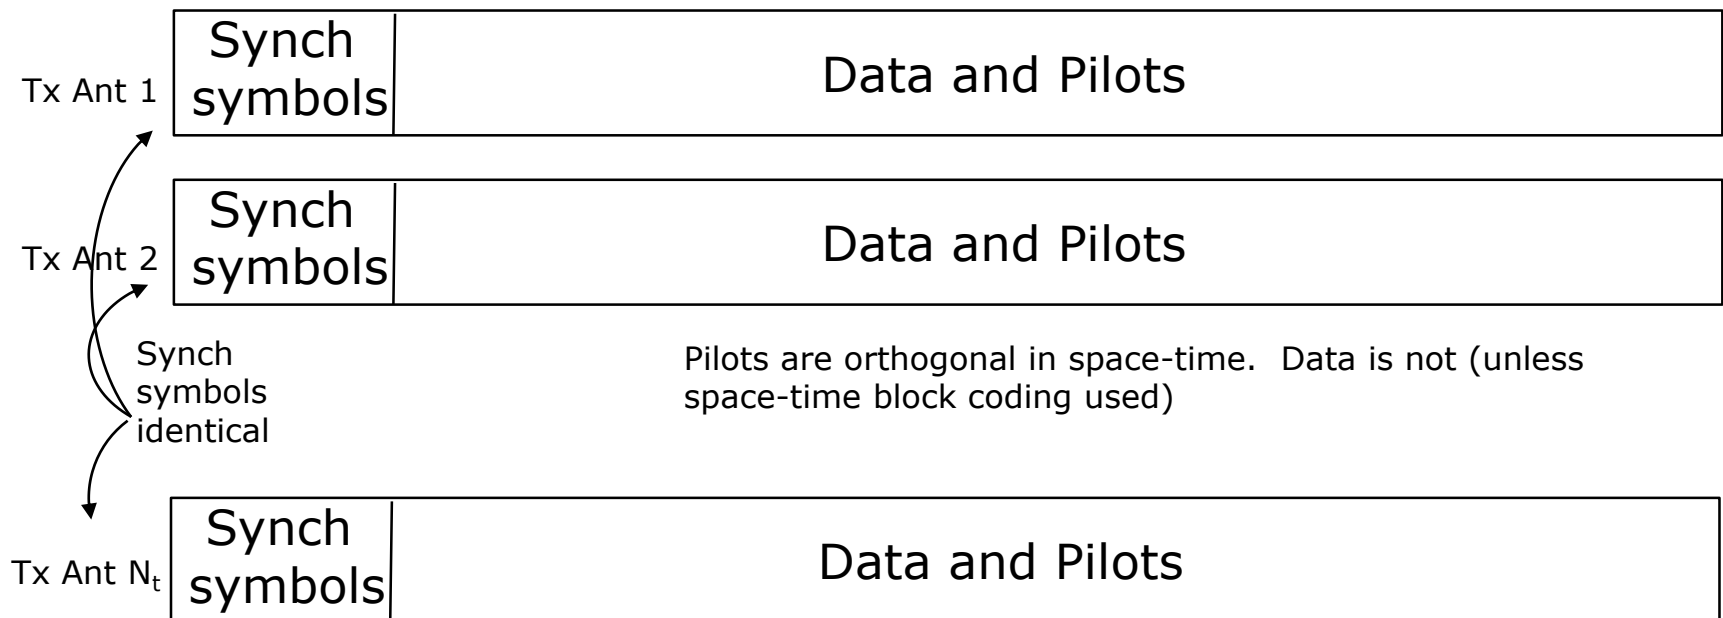 Tx Ant 1
Synch
symbols
Data and Pilots
Tx Ant 2
Synch
symbols
Data and Pilots
Synch
symbols
identical
Pilots are orthogonal in space-time.  Data is not (unless
space-time block coding used)
Tx Ant Nₜ
Synch
symbols
Data and Pilots